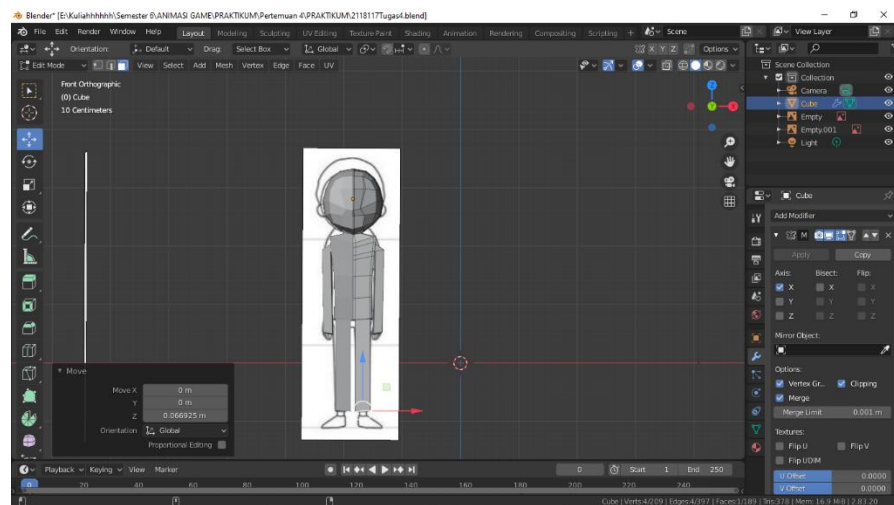 Blender* [E:\Kuliahhhhhh\Semester 6\ANIMASI GAME\PRAKTIKUM\Pertemuan 4\PRAKTIKUM\2118117Tugas4.blend]
File Edit Render Window Help Layout Modeling Sculpting UV Editing Texture Paint Shading Animation Rendering Compositing Scripting + Scene View Layer
Orientation: Default Drag: Select Box Global X Y Z Options
Edit Mode View Select Add Mesh Vertex Edge Face UV
Front Orthographic
(0) Cube
10 Centimeters
Scene Collection
Collection
Camera
Cube
Empty
Empty.001
Light
Cube
Add Modifier
M
Apply Copy
Axis: Bisect: Flip:
X X X
Y Y Y
Z Z Z
Mirror Object:
Options:
Vertex Gr... Clipping
Merge
Merge Limit: 0.001 m
Textures:
Flip U Flip V
Flip UDIM
U Offset 0.0000
V Offset 0.0000
Move
Move X 0 m
Y 0 m
Z 0.066925 m
Orientation Global
Proportional Editing
Playback Keying View Marker 0 Start 1 End 250
0 20 40 60 80 100 120 140 160 180 200 220 240
Cube | Verts:4/209 | Edges:4/397 | Faces:1/189 | Tris:378 | Mem: 16.9 MiB | 2.83.20